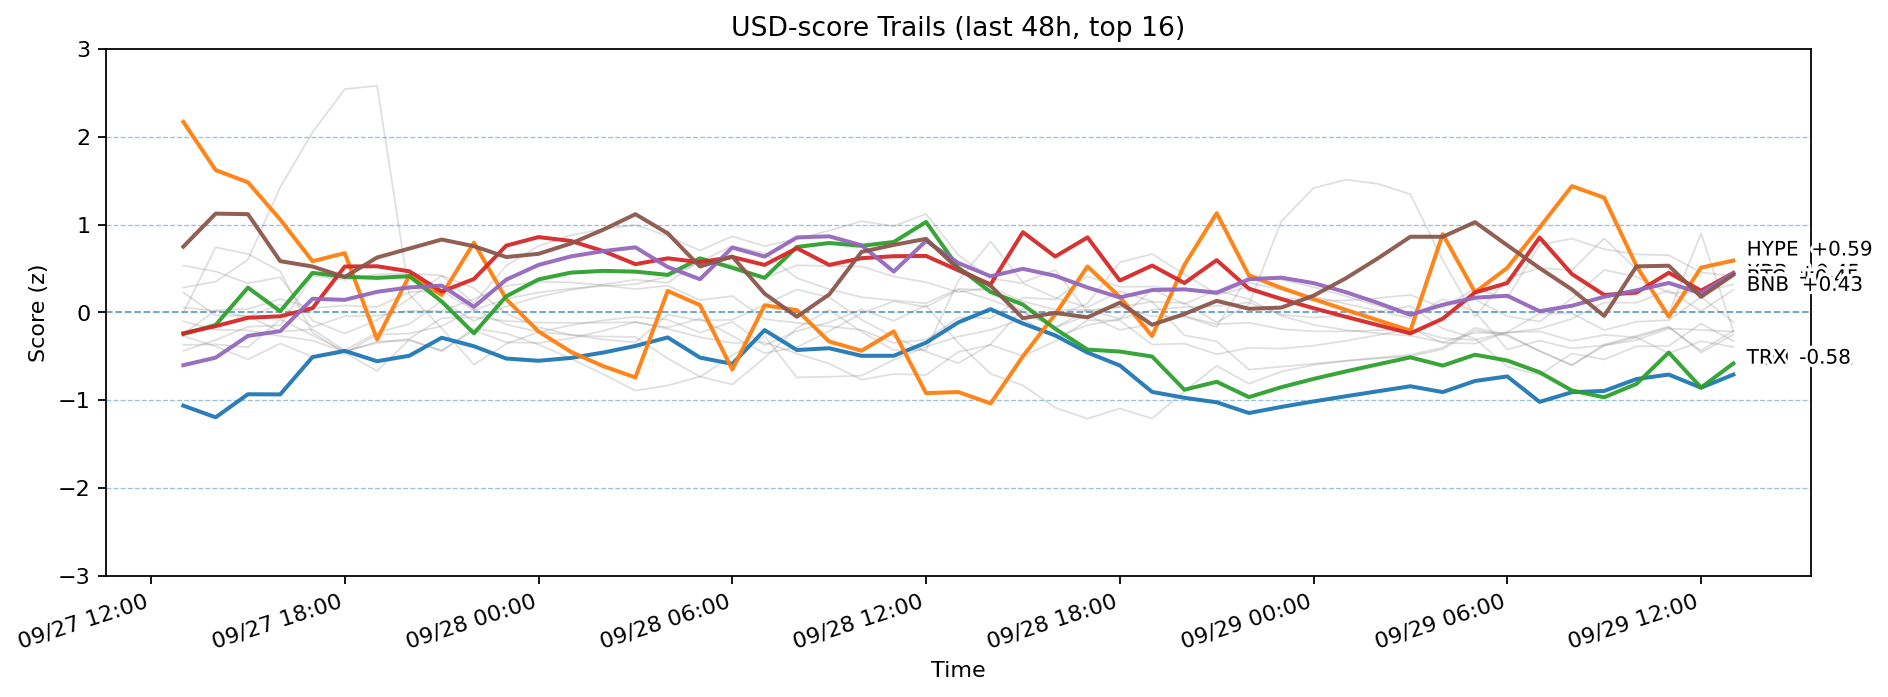 USD-score Trails (last 48h, top 16)
Score (z)
3
2
1
0
−1
−2
−3
HYPE +0.59
BNB +0.43
TRX -0.58
09/27 12:00
09/27 18:00
09/28 00:00
09/28 06:00
09/28 12:00
09/28 18:00
09/29 00:00
09/29 06:00
09/29 12:00
Time